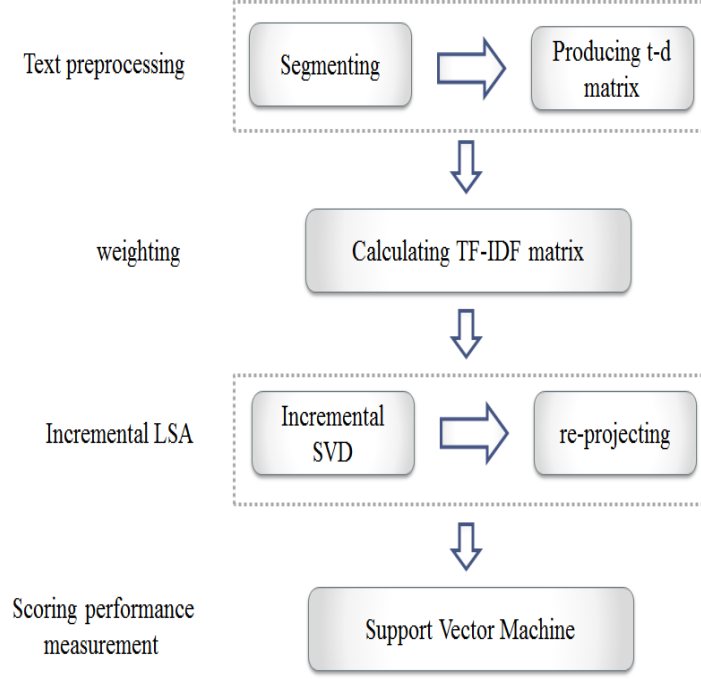 Text preprocessing
Segmenting
Producing t-d
matrix
weighting
Calculating TF-IDF matrix
Incremental LSA
Incremental
SVD
re-projecting
Scoring performance
measurement
Support Vector Machine